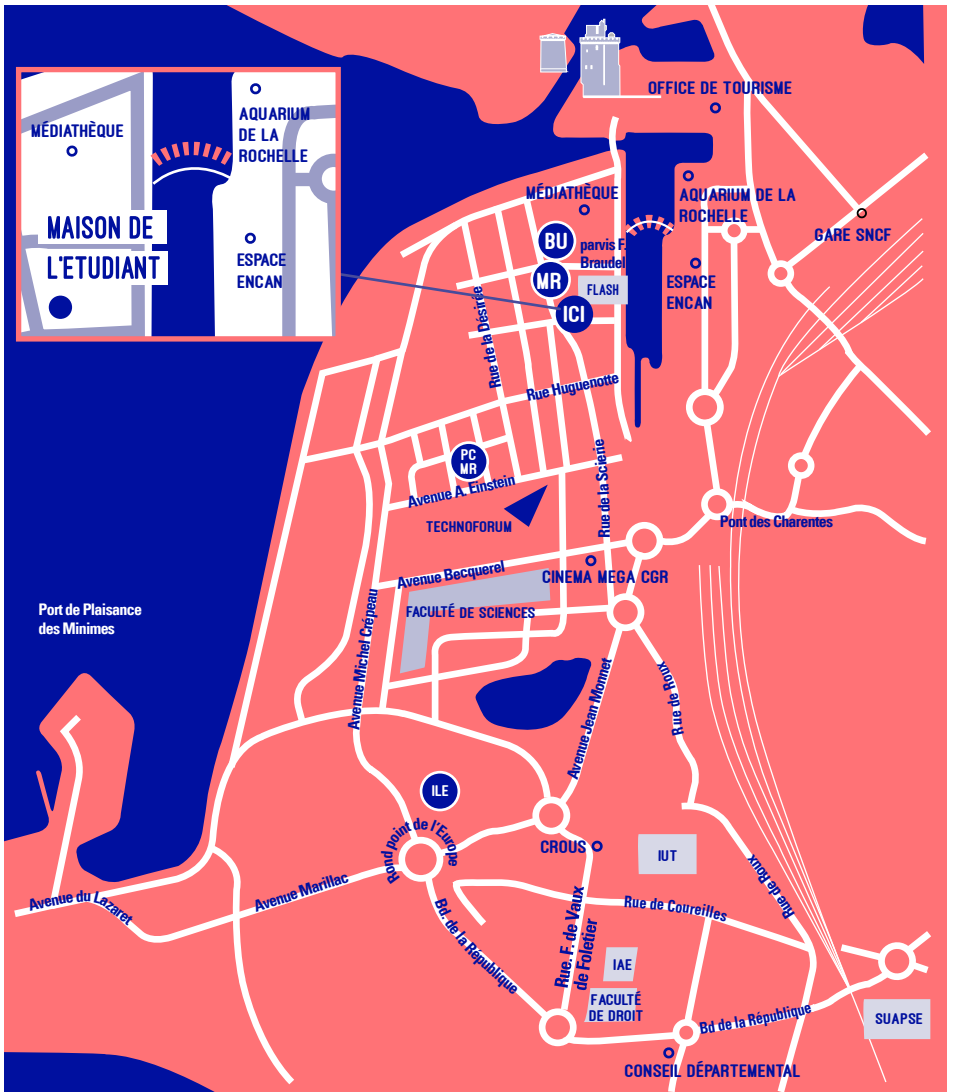 OFFICE DE TOURISME
MÉDIATHÈQUE
AQUARIUM
DE LA
ROCHELLE
MAISON DE
L'ETUDIANT
ESPACE
ENCAN
MÉDIATHÈQUE
AQUARIUM DE LA
ROCHELLE
GARE SNCF
BU
parvis F.
Braudel
MR
FLASH
ESPACE
ENCAN
ICI
Rue de la Désirée
Rue Huguenotte
PC
MR
Avenue A. Einstein
Rue de la Scierie
TECHNOFORUM
Pont des Charentes
Avenue Becquerel
CINEMA MEGA CGR
FACULTÉ DE SCIENCES
Port de Plaisance
des Minimes
Avenue Michel Crépeau
Avenue Jean Monnet
Rue de Roux
ILE
Rond point de l'Europe
CROUS
IUT
Rue de Roux
Avenue du Lazaret
Avenue Marillac
Bd. de la République
Rue. F. de Vaux
de Foletier
Rue de Coureilles
IAE
FACULTÉ
DE DROIT
Bd de la République
SUAPSE
CONSEIL DÉPARTEMENTAL